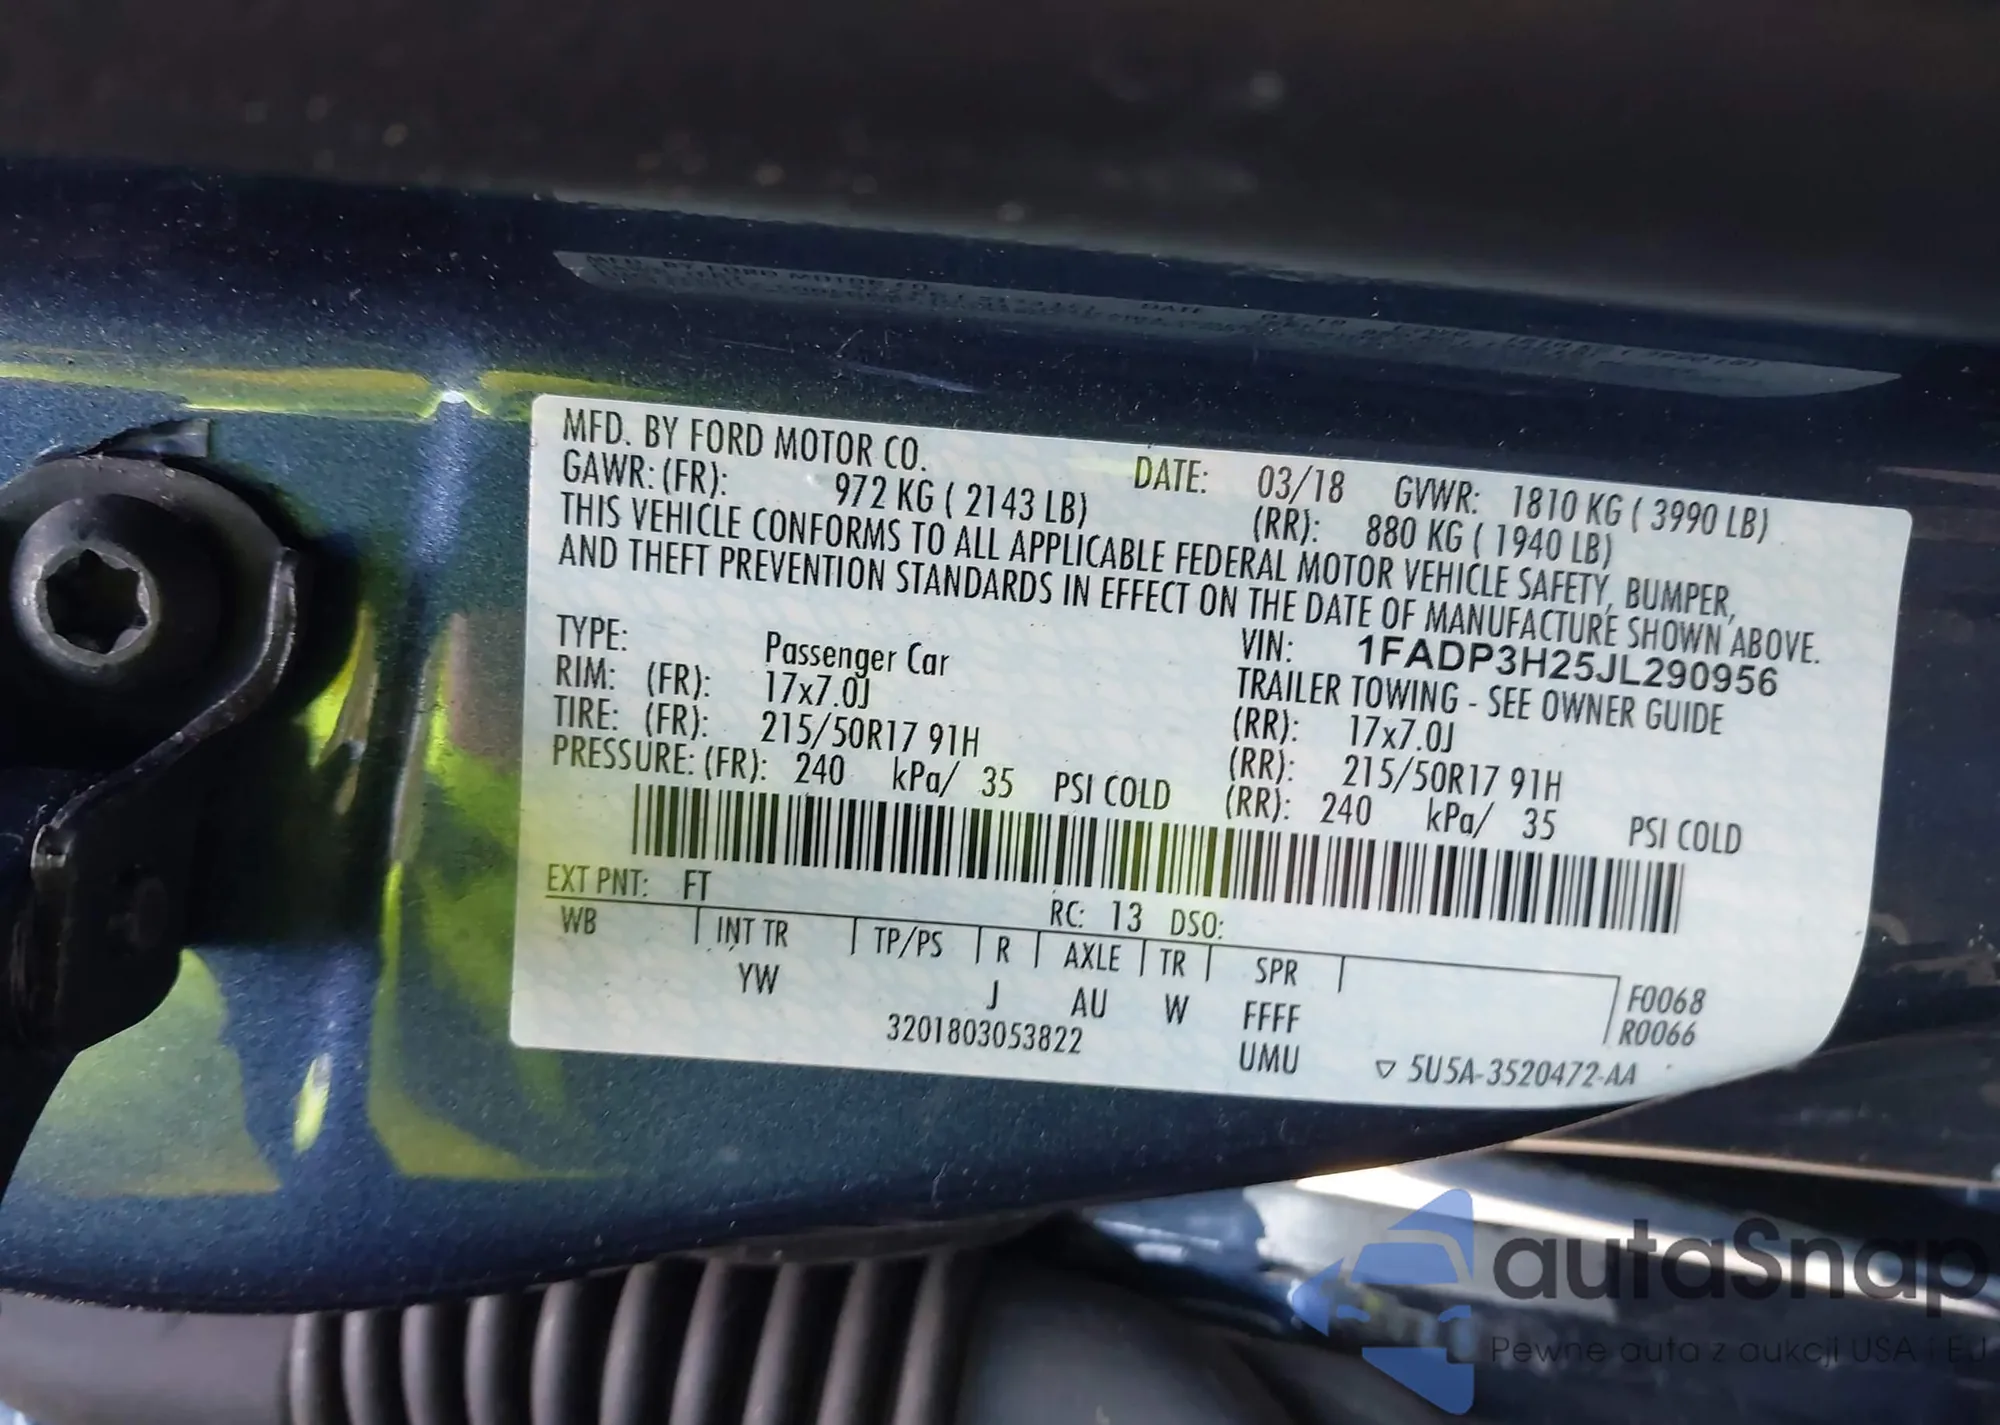 MFD. BY FORD MOTOR CO. DATE: 03/18 GVWR: 1810 KG ( 3990 LB)
GAWR: (FR): 972 KG ( 2143 LB) (RR): 880 KG ( 1940 LB)
THIS VEHICLE CONFORMS TO ALL APPLICABLE FEDERAL MOTOR VEHICLE SAFETY, BUMPER,
AND THEFT PREVENTION STANDARDS IN EFFECT ON THE DATE OF MANUFACTURE SHOWN ABOVE.
VIN: 1FADP3H25JL290956
TYPE: Passenger Car TRAILER TOWING - SEE OWNER GUIDE
RIM: (FR): 17x7.0J (RR): 17x7.0J
TIRE: (FR): 215/50R17 91H (RR): 215/50R17 91H
PRESSURE: (FR): 240 kPa/ 35 PSI COLD (RR): 240 kPa/ 35 PSI COLD
EXT PNT: FT RC: 13 DSO:
WB INT TR TP/PS R AXLE TR SPR F0068
YW J AU W FFFF R0066
3201803053822 UMU ▽ 5U5A-3520472-AA
autaSnap
Pewne auta z aukcji USA i EU